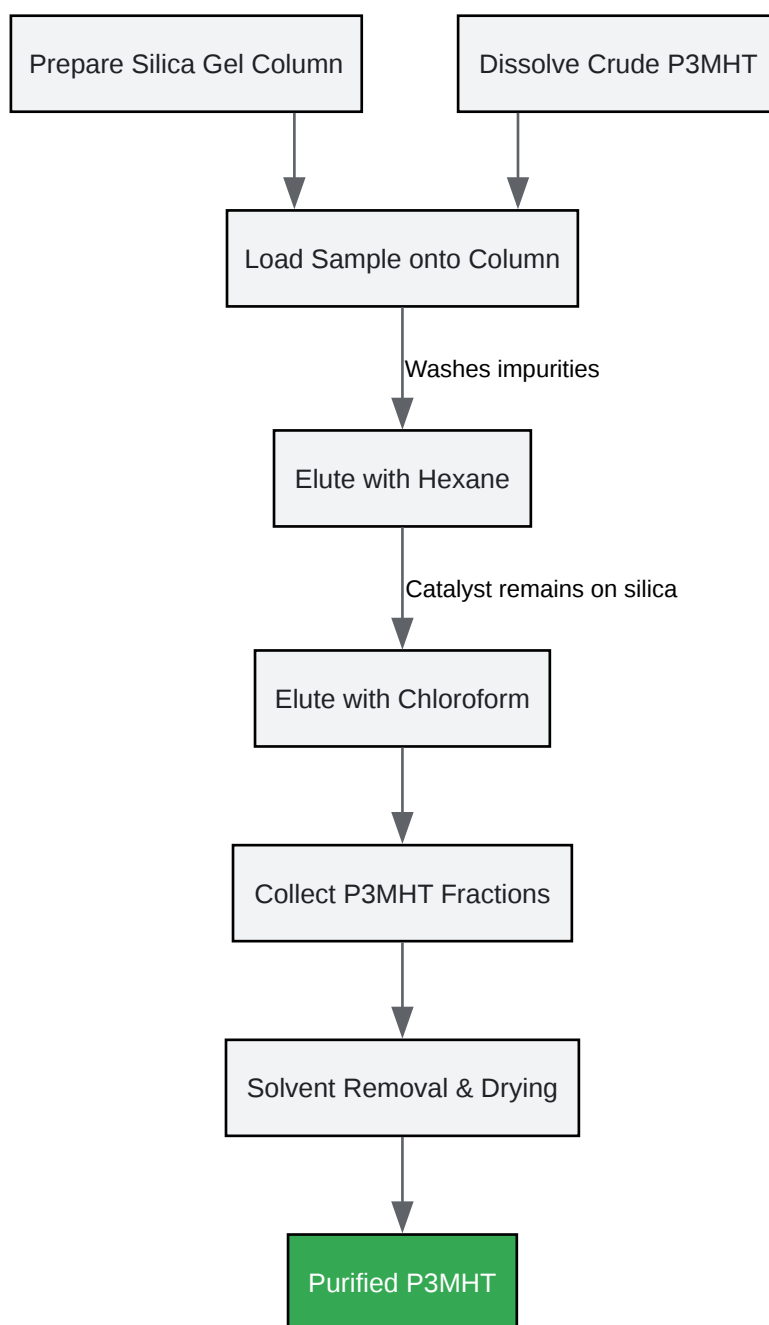 Prepare Silica Gel Column
Dissolve Crude P3MHT
Load Sample onto Column
Washes impurities
Elute with Hexane
Catalyst remains on silica
Elute with Chloroform
Collect P3MHT Fractions
Solvent Removal & Drying
Purified P3MHT